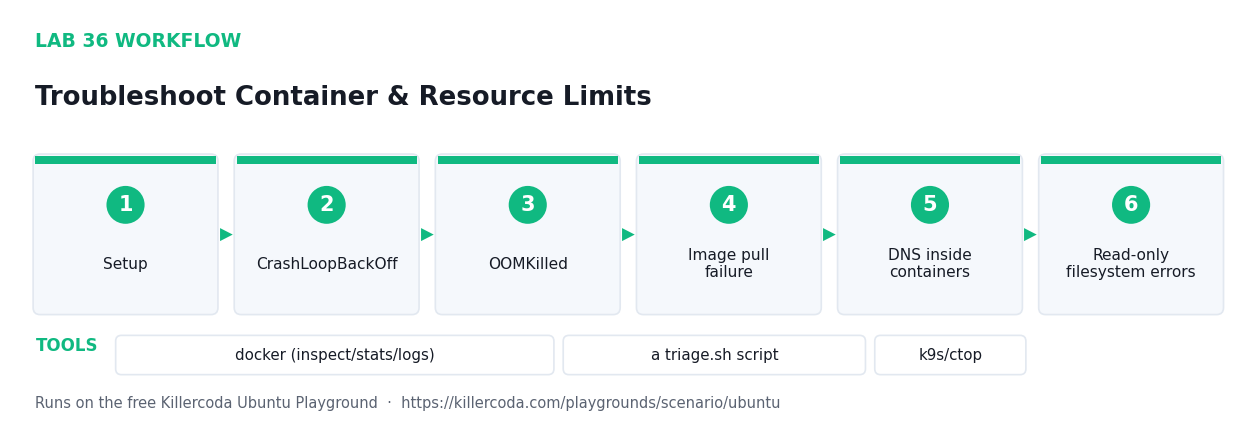 LAB 36 WORKFLOW
Troubleshoot Container & Resource Limits
1
Setup
2
CrashLoopBackOff
3
OOMKilled
4
Image pull
failure
5
DNS inside
containers
6
Read-only
filesystem errors
TOOLS
docker (inspect/stats/logs)
a triage.sh script
k9s/ctop
Runs on the free Killercoda Ubuntu Playground · https://killercoda.com/playgrounds/scenario/ubuntu